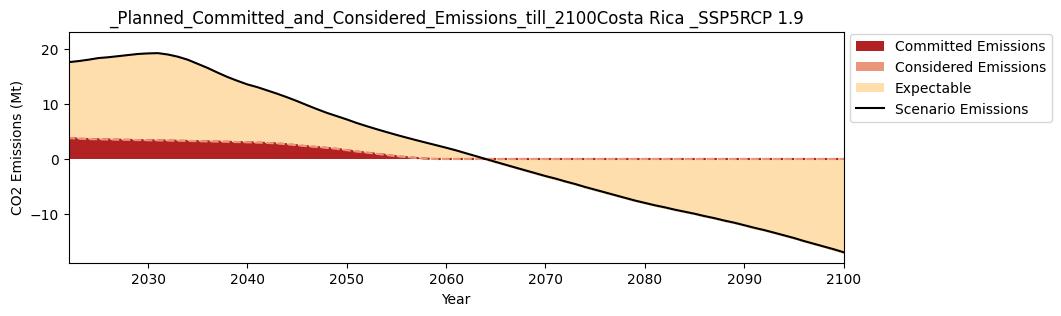 _Planned_Committed_and_Considered_Emissions_till_2100Costa Rica _SSP5RCP 1.9
20
10
0
−10
CO2 Emissions (Mt)
2030 2040 2050 2060 2070 2080 2090 2100
Year
Committed Emissions
Considered Emissions
Expectable
Scenario Emissions